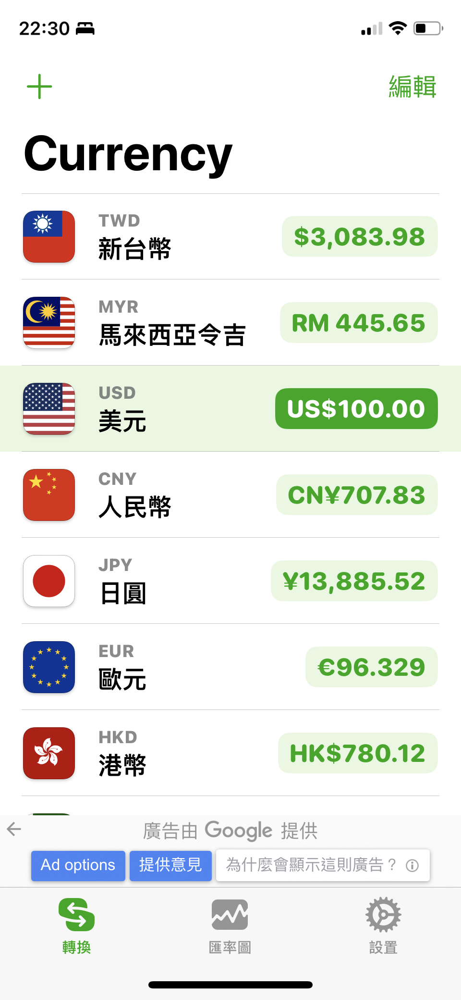 22:30
編輯
Currency
TWD
新台幣
$3,083.98
MYR
馬來西亞令吉
RM 445.65
USD
美元
US$100.00
CNY
人民幣
CN¥707.83
JPY
日圓
¥13,885.52
EUR
歐元
€96.329
HKD
港幣
HK$780.12
廣告由 Google 提供
Ad options
提供意見
為什麼會顯示這則廣告？
轉換
匯率圖
設置